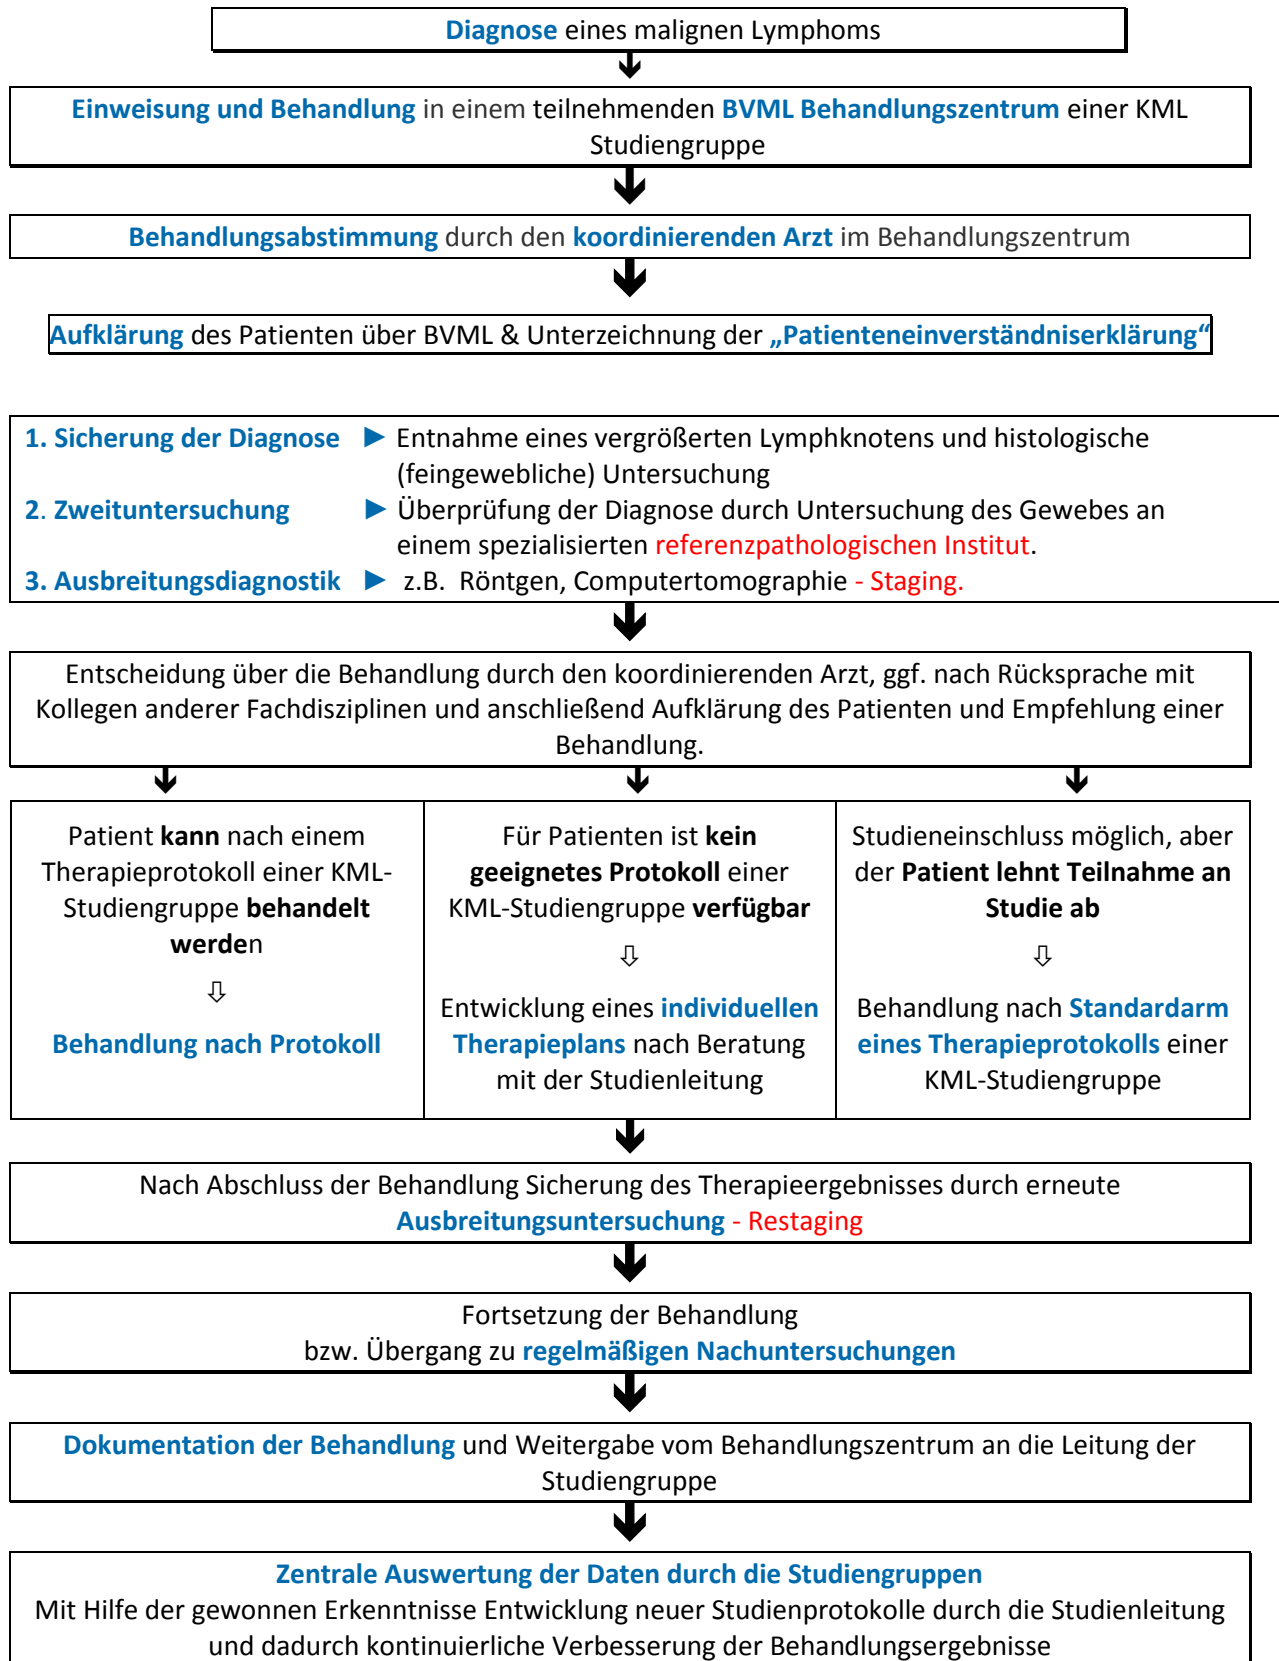 Diagnose eines malignen Lymphoms
Einweisung und Behandlung in einem teilnehmenden BVML Behandlungszentrum einer KML
Studiengruppe
Behandlungsabstimmung durch den koordinierenden Arzt im Behandlungszentrum
Aufklärung des Patienten über BVML & Unterzeichnung der „Patienteneinverständniserklärung“
1. Sicherung der Diagnose ► Entnahme eines vergrößerten Lymphknotens und histologische
(feingewebliche) Untersuchung
2. Zweituntersuchung ► Überprüfung der Diagnose durch Untersuchung des Gewebes an
einem spezialisierten referenzpathologischen Institut.
3. Ausbreitungsdiagnostik ► z.B. Röntgen, Computertomographie - Staging.
Entscheidung über die Behandlung durch den koordinierenden Arzt, ggf. nach Rücksprache mit
Kollegen anderer Fachdisziplinen und anschließend Aufklärung des Patienten und Empfehlung einer
Behandlung.
Patient kann nach einem
Therapieprotokoll einer KML-
Studiengruppe behandelt
werden
Behandlung nach Protokoll
Für Patienten ist kein
geeignetes Protokoll einer
KML-Studiengruppe verfügbar
Entwicklung eines individuellen
Therapieplans nach Beratung
mit der Studienleitung
Studieneinschluss möglich, aber
der Patient lehnt Teilnahme an
Studie ab
Behandlung nach Standardarm
eines Therapieprotokolls einer
KML-Studiengruppe
Nach Abschluss der Behandlung Sicherung des Therapieergebnisses durch erneute
Ausbreitungsuntersuchung - Restaging
Fortsetzung der Behandlung
bzw. Übergang zu regelmäßigen Nachuntersuchungen
Dokumentation der Behandlung und Weitergabe vom Behandlungszentrum an die Leitung der
Studiengruppe
Zentrale Auswertung der Daten durch die Studiengruppen
Mit Hilfe der gewonnen Erkenntnisse Entwicklung neuer Studienprotokolle durch die Studienleitung
und dadurch kontinuierliche Verbesserung der Behandlungsergebnisse